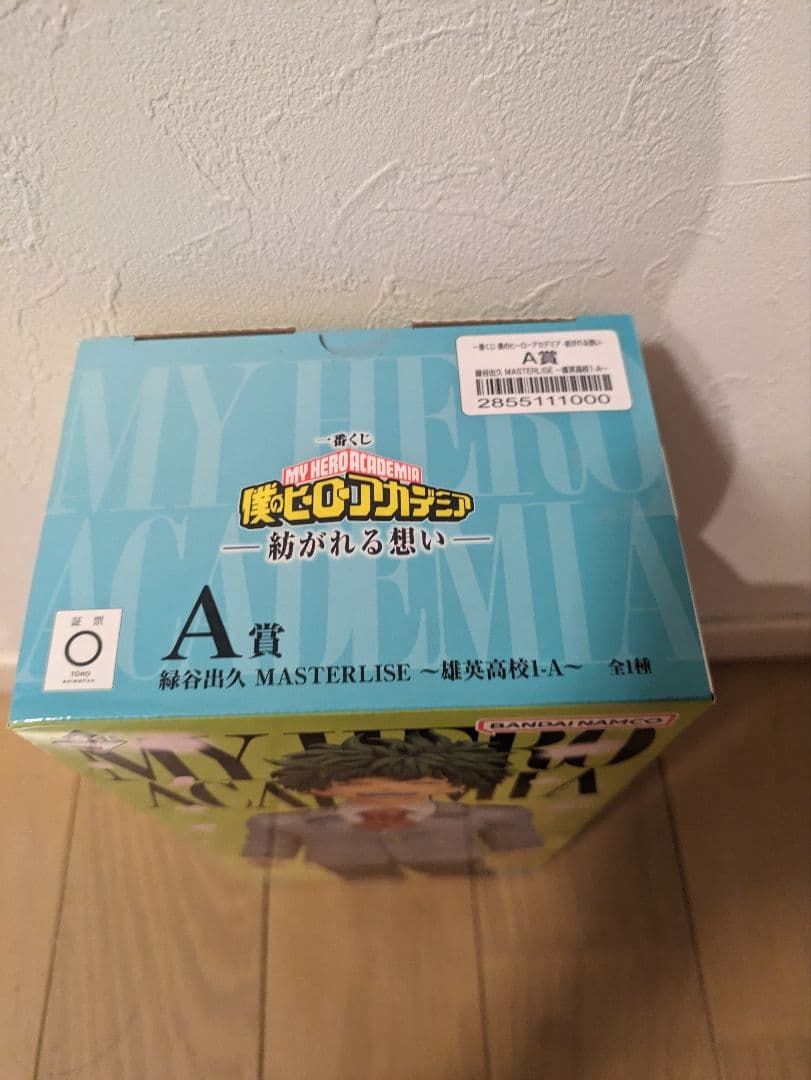 一番くじ 僕のヒーローアカデミア -紡がれる想い-
A賞
緑谷出久 MASTERLISE ～雄英高校1-A～
2855111000
MY HERO
ACADEMIA
一番くじ
MY HERO ACADEMIA
僕のヒーローアカデミア
―紡がれる想い―
証票
TOHO
animation
A賞
緑谷出久 MASTERLISE ～雄英高校1-A～ 全1種
BANDAI NAMCO
MY HERO
ACADEMIA